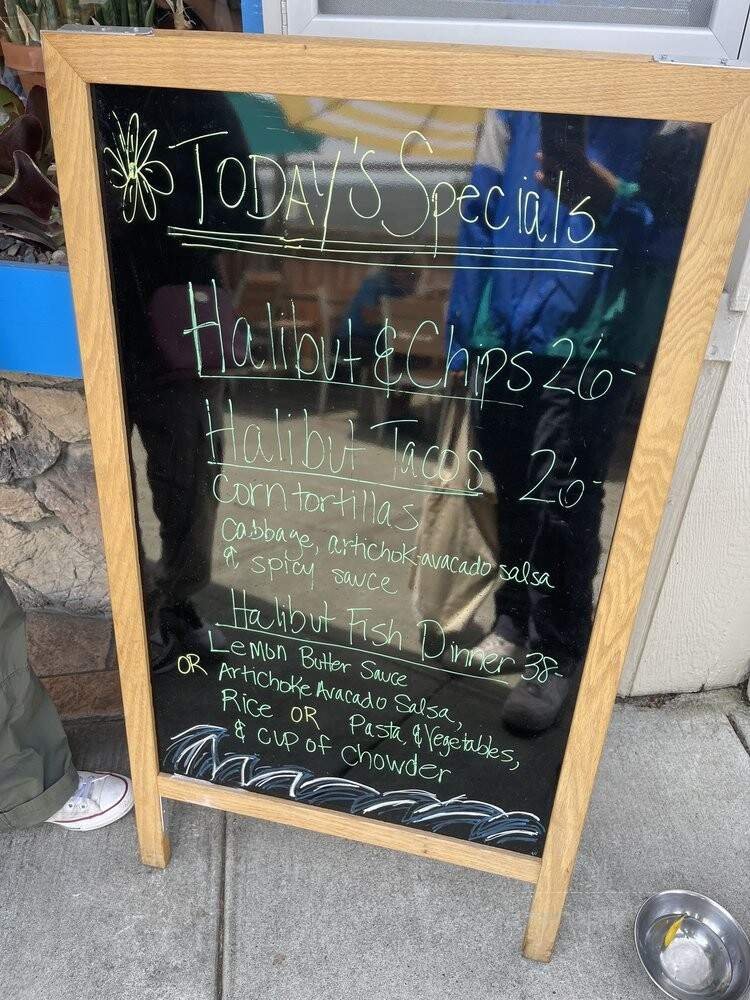 TODAY'S Specials
Halibut & Chips 26-
Halibut Tacos 26-
Corn tortillas
cabbage, artichok-avacado salsa
& spicy sauce
Halibut Fish Dinner 38-
Lemon Butter Sauce
OR Artichoke Avacado Salsa,
Rice OR Pasta, & Vegetables,
& cup of chowder